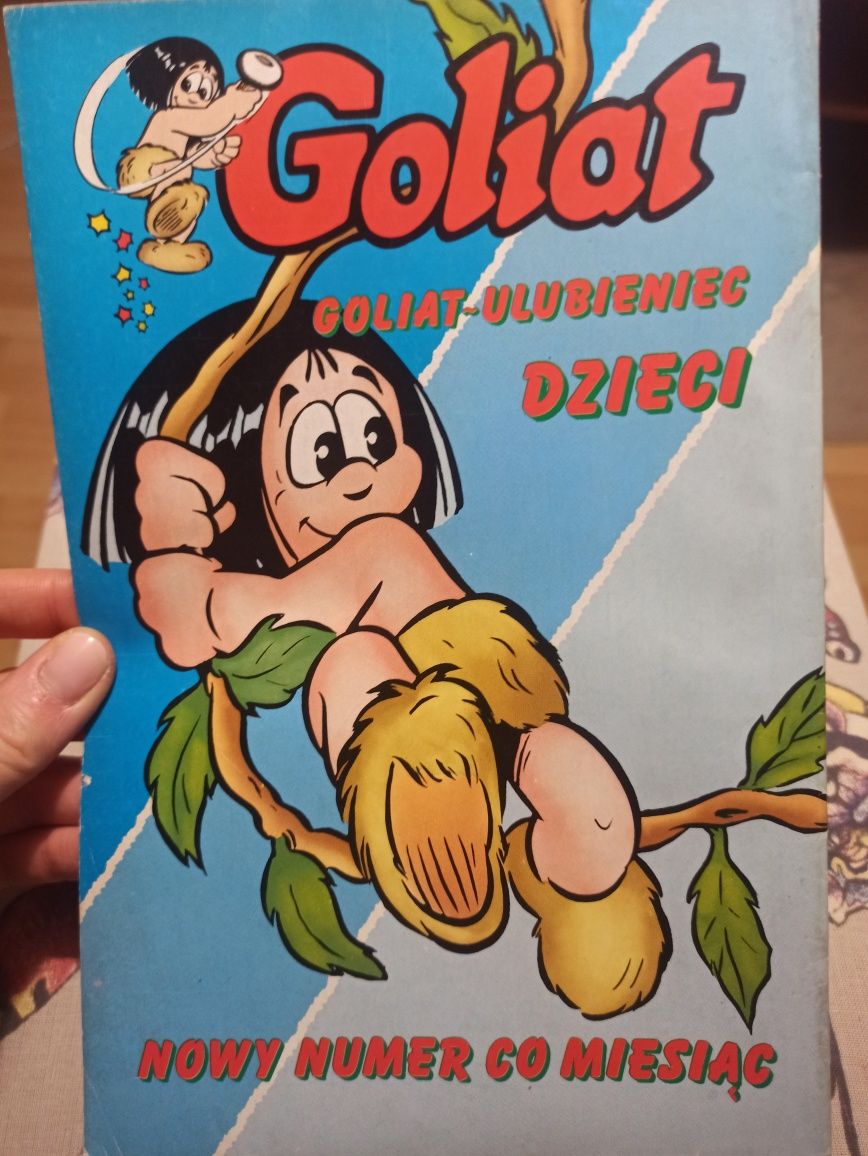 Goliat
GOLIAT-ULUBIENIEC
DZIECI
NOWY NUMER CO MIESIĄC